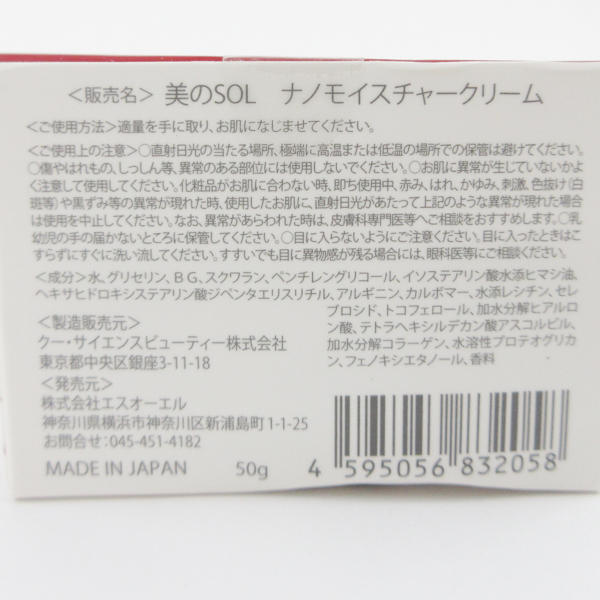 ＜販売名＞ 美のSOL　ナノモイスチャークリーム
＜ご使用方法＞適量を手に取り、お肌になじませてください。
＜ご使用上の注意＞○直射日光の当たる場所、極端に高温または低温の場所での保管は避けてください。
○傷やはれもの、しっしん等、異常のある部位には使用しないでください。○お肌に異常が生じていないかよ
く注意して使用してください。化粧品がお肌に合わない時、即ち使用中、赤み、はれ、かゆみ、刺激、色抜け(白
斑等)や黒ずみ等の異常が現れた時、使用したお肌に、直射日光があたって上記のような異常が現れた場合
は使用を中止してください。なお、異常があらわれた時は、皮膚科専門医等へご相談をおすすめします。○乳
幼児の手の届かないところに保管してください。○目に入らないようにご注意ください。目に入ったときはこ
すらずにすぐに洗い流してください。すすいでも目に異物感が残る場合には、眼科医等にご相談ください。
＜成分＞水、グリセリン、ＢＧ、スクワラン、ペンチレングリコール、イソステアリン酸水添ヒマシ油、
ヘキサヒドロキシステアリン酸ジペンタエリスリチル、アルギニン、カルボマー、水添レシチン、セレ
ブロシド、トコフェロール、加水分解ヒアルロ
ン酸、テトラヘキシルデカン酸アスコルビル、
加水分解コラーゲン、水溶性プロテオグリカ
ン、フェノキシエタノール、香料
＜製造販売元＞
クー・サイエンスビューティー株式会社
東京都中央区銀座3-11-18
＜発売元＞
株式会社エスオーエル
神奈川県横浜市神奈川区新浦島町1-1-25
お問合せ：045-451-4182
MADE IN JAPAN 50g
4 595056 832058